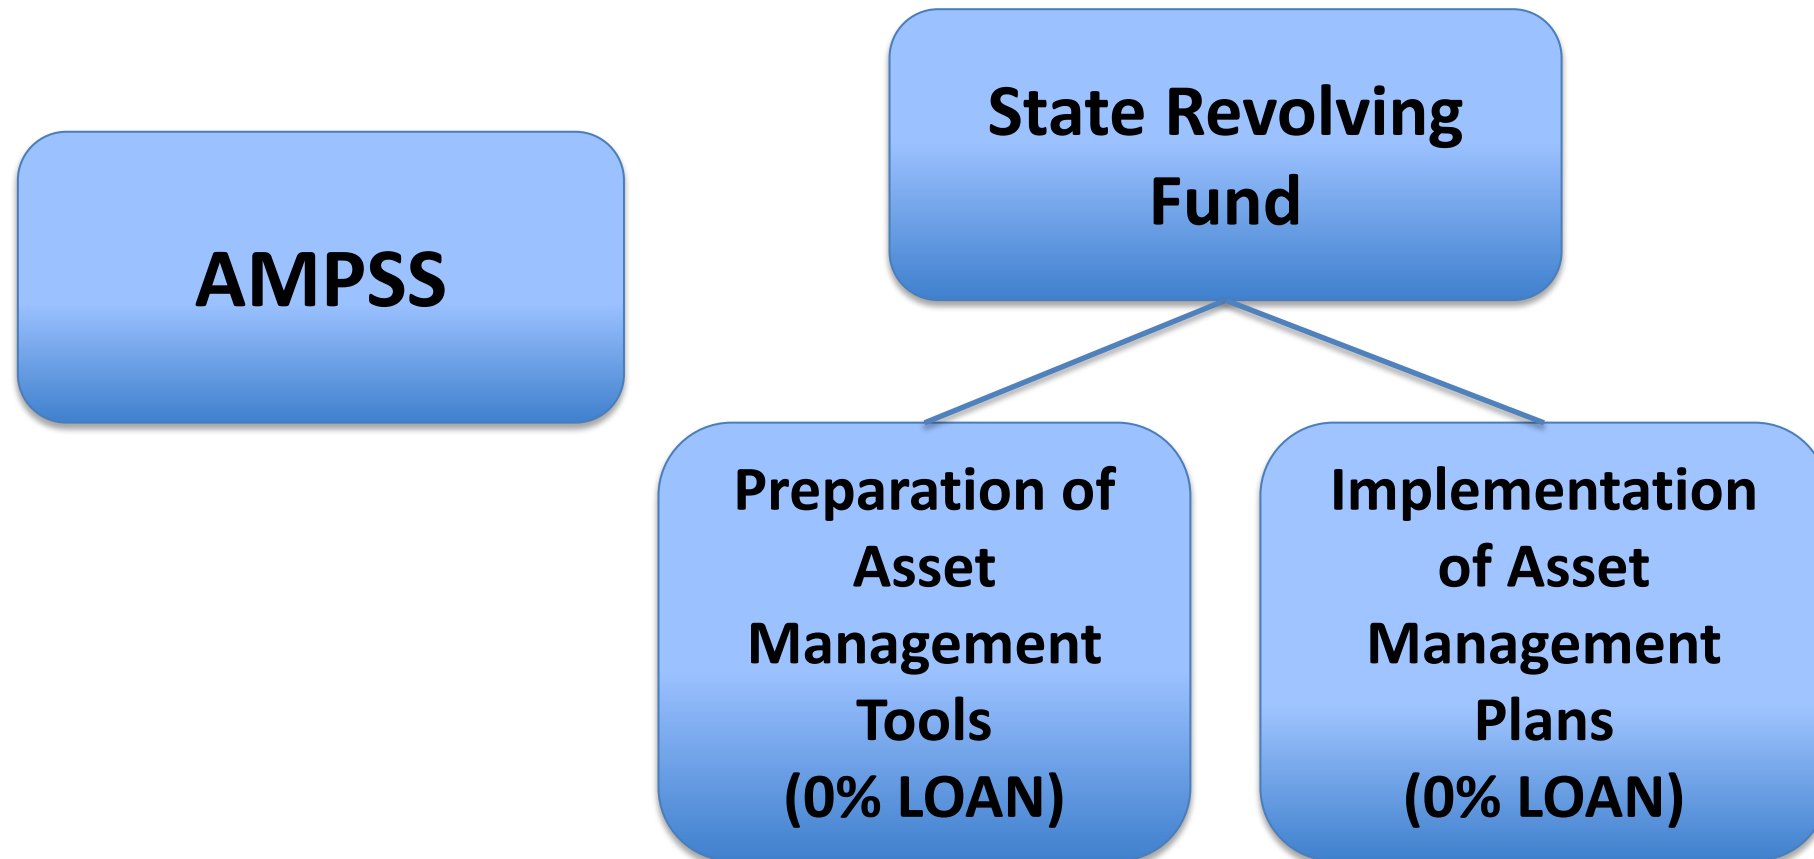 AMPSS
State Revolving
Fund
Preparation of
Asset
Management
Tools
(0% LOAN)
Implementation
of Asset
Management
Plans
(0% LOAN)